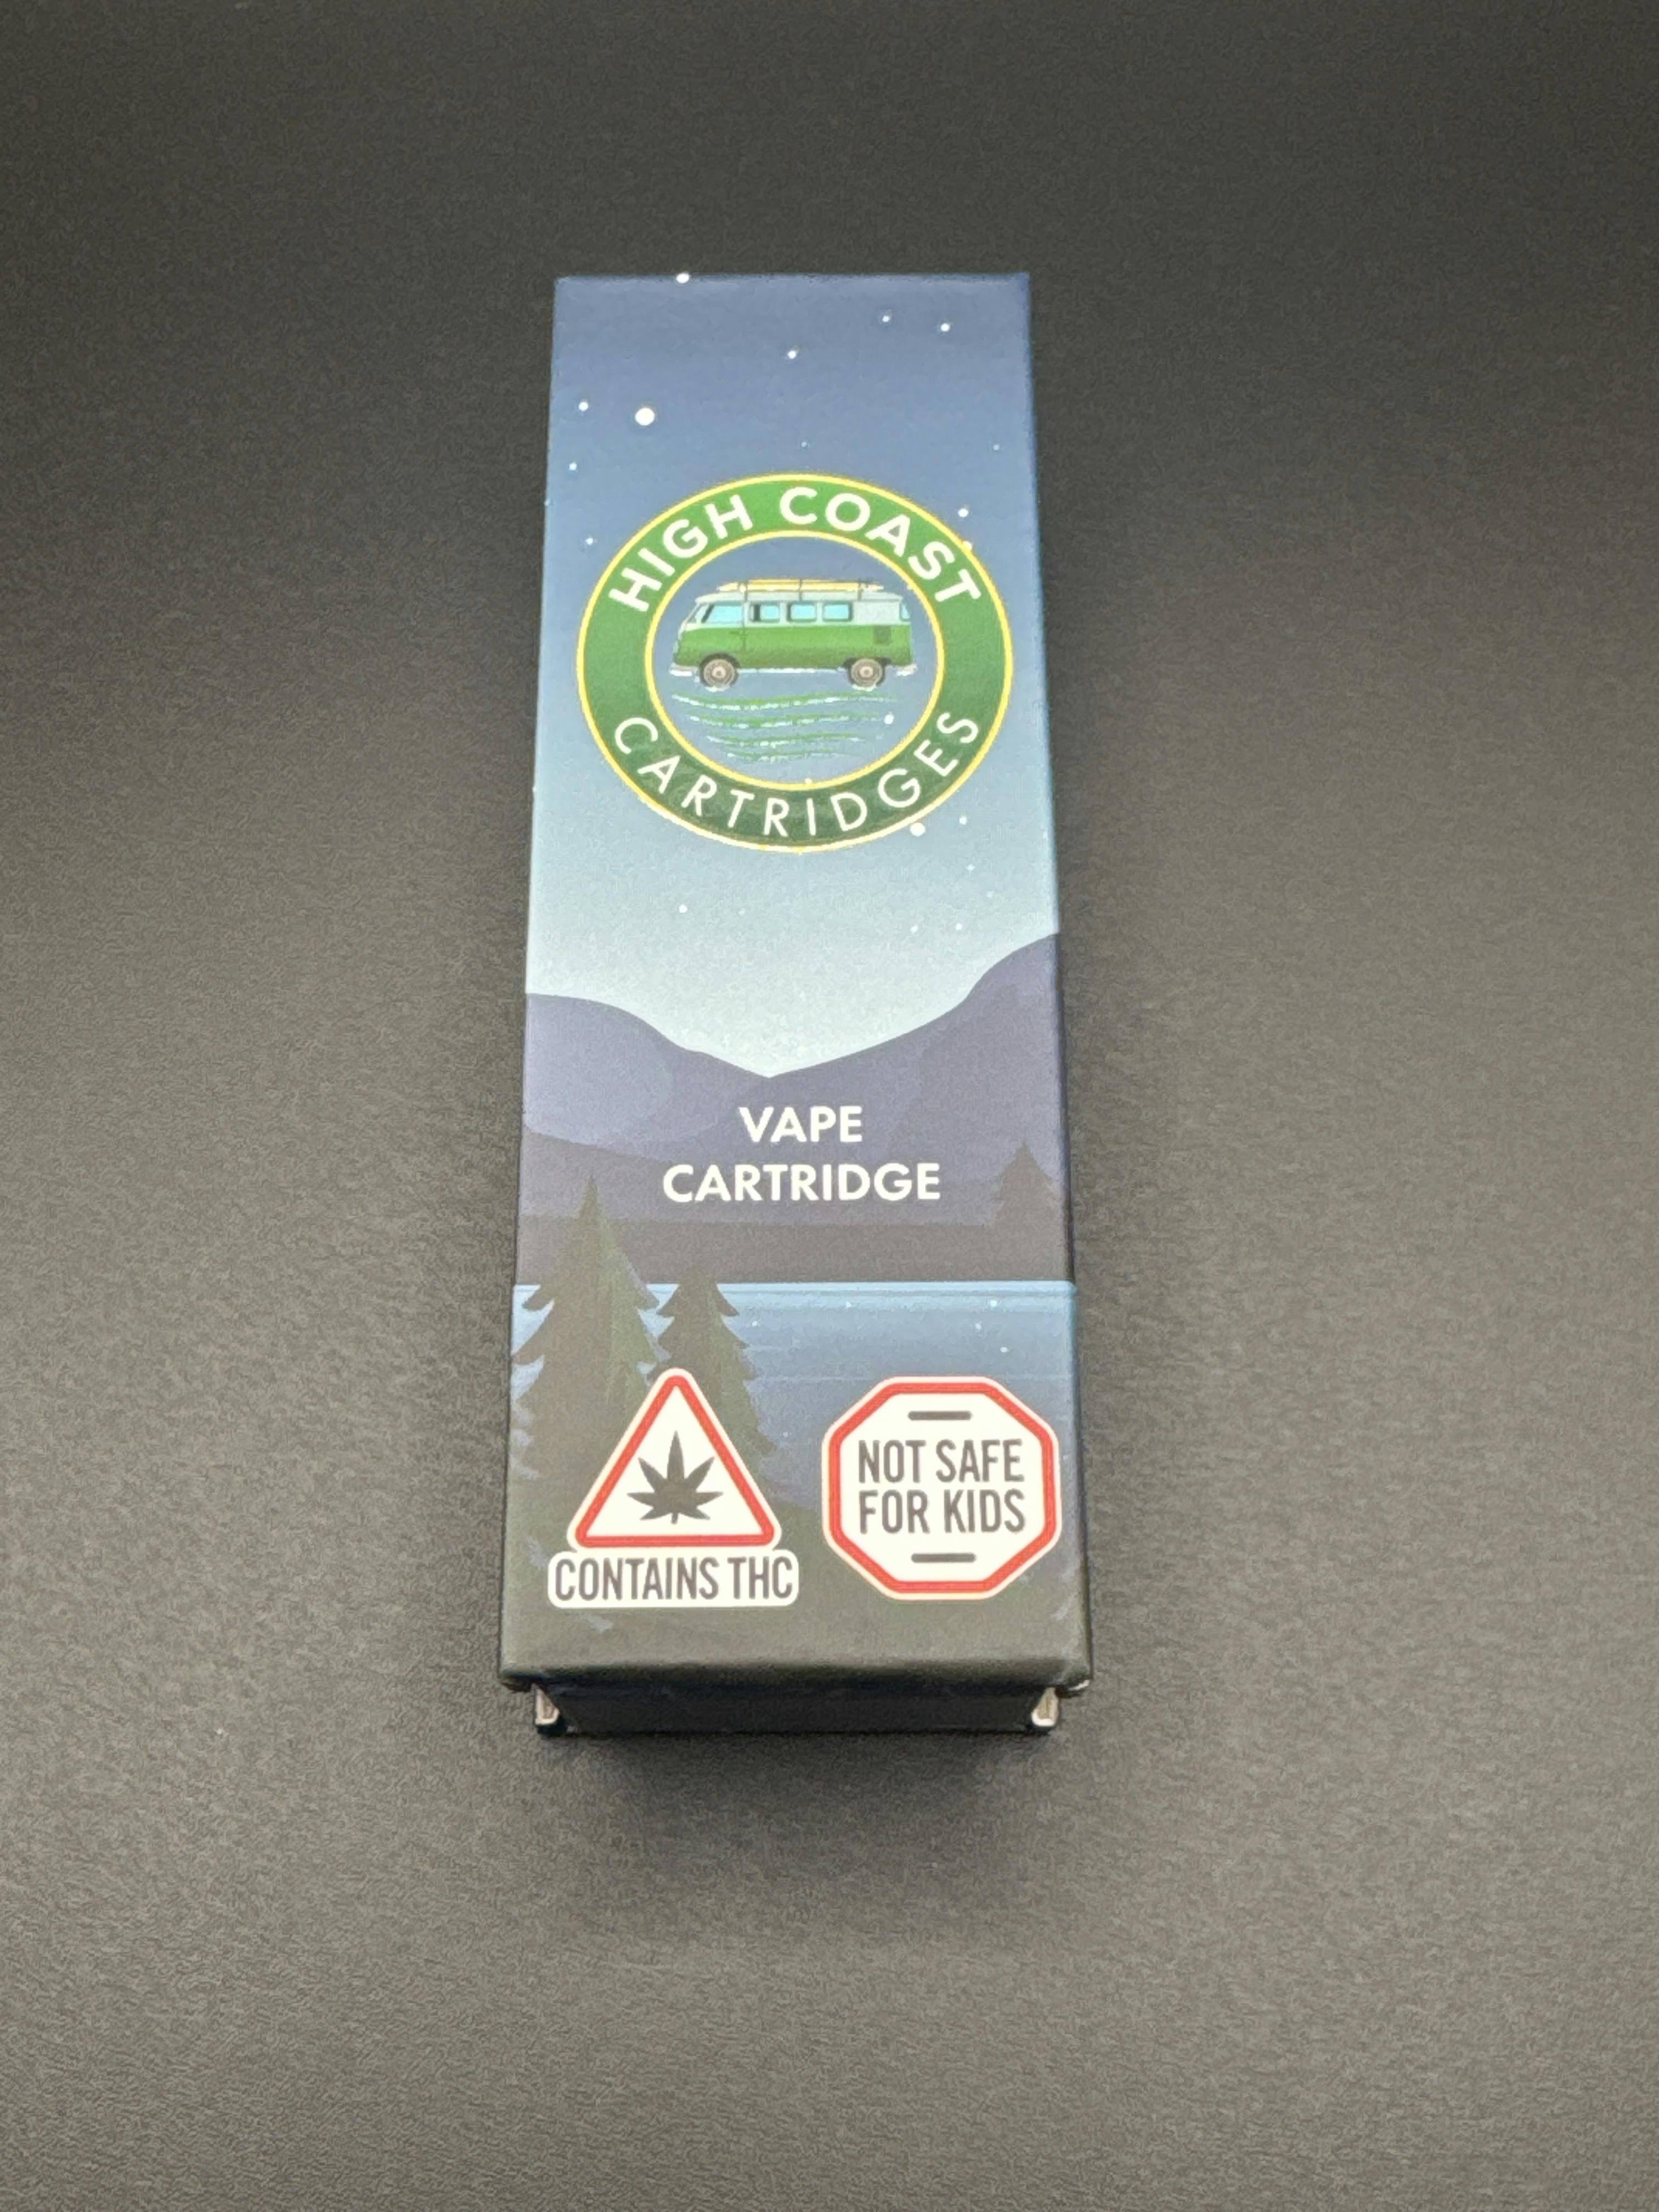 HIGH COAST
CARTRIDGES
VAPE
CARTRIDGE
CONTAINS THC
NOT SAFE
FOR KIDS